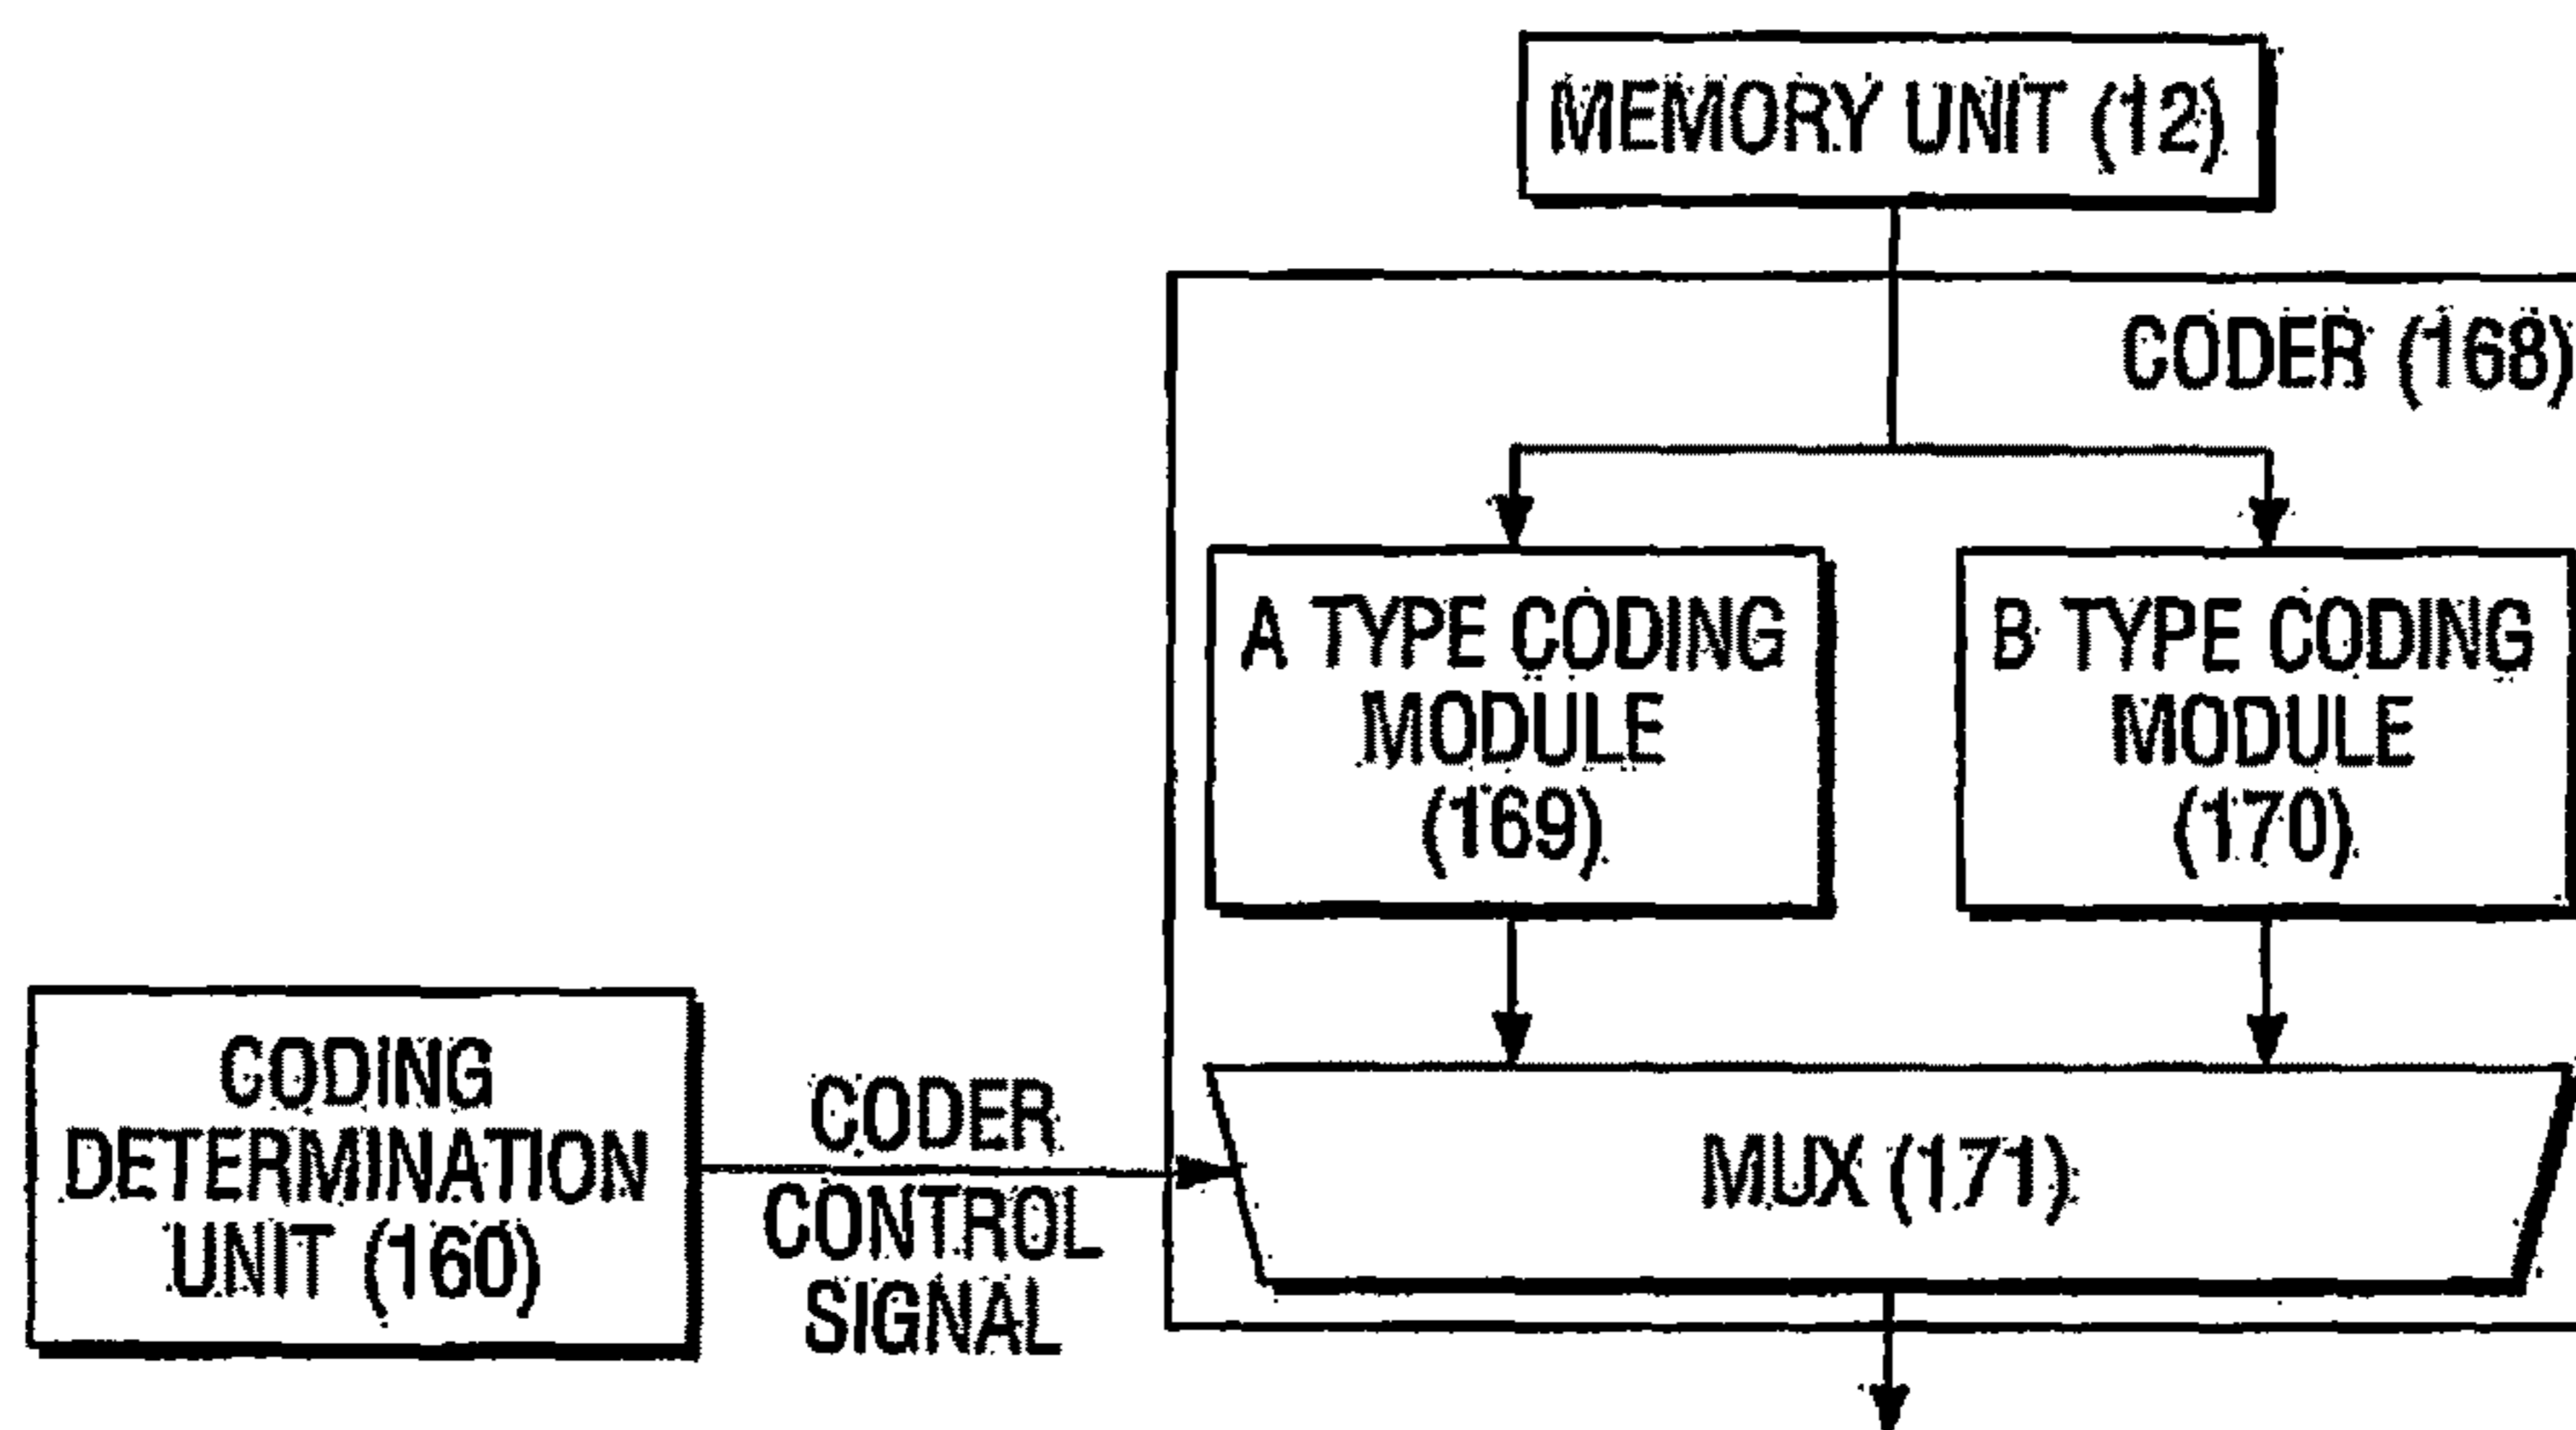 MEMORY UNIT (12)
CODER (168)
A TYPE CODING
MODULE
(169)
B TYPE CODING
MODULE
(170)
CODING
DETERMINATION
UNIT (160)
CODER
CONTROL
SIGNAL
MUX (171)